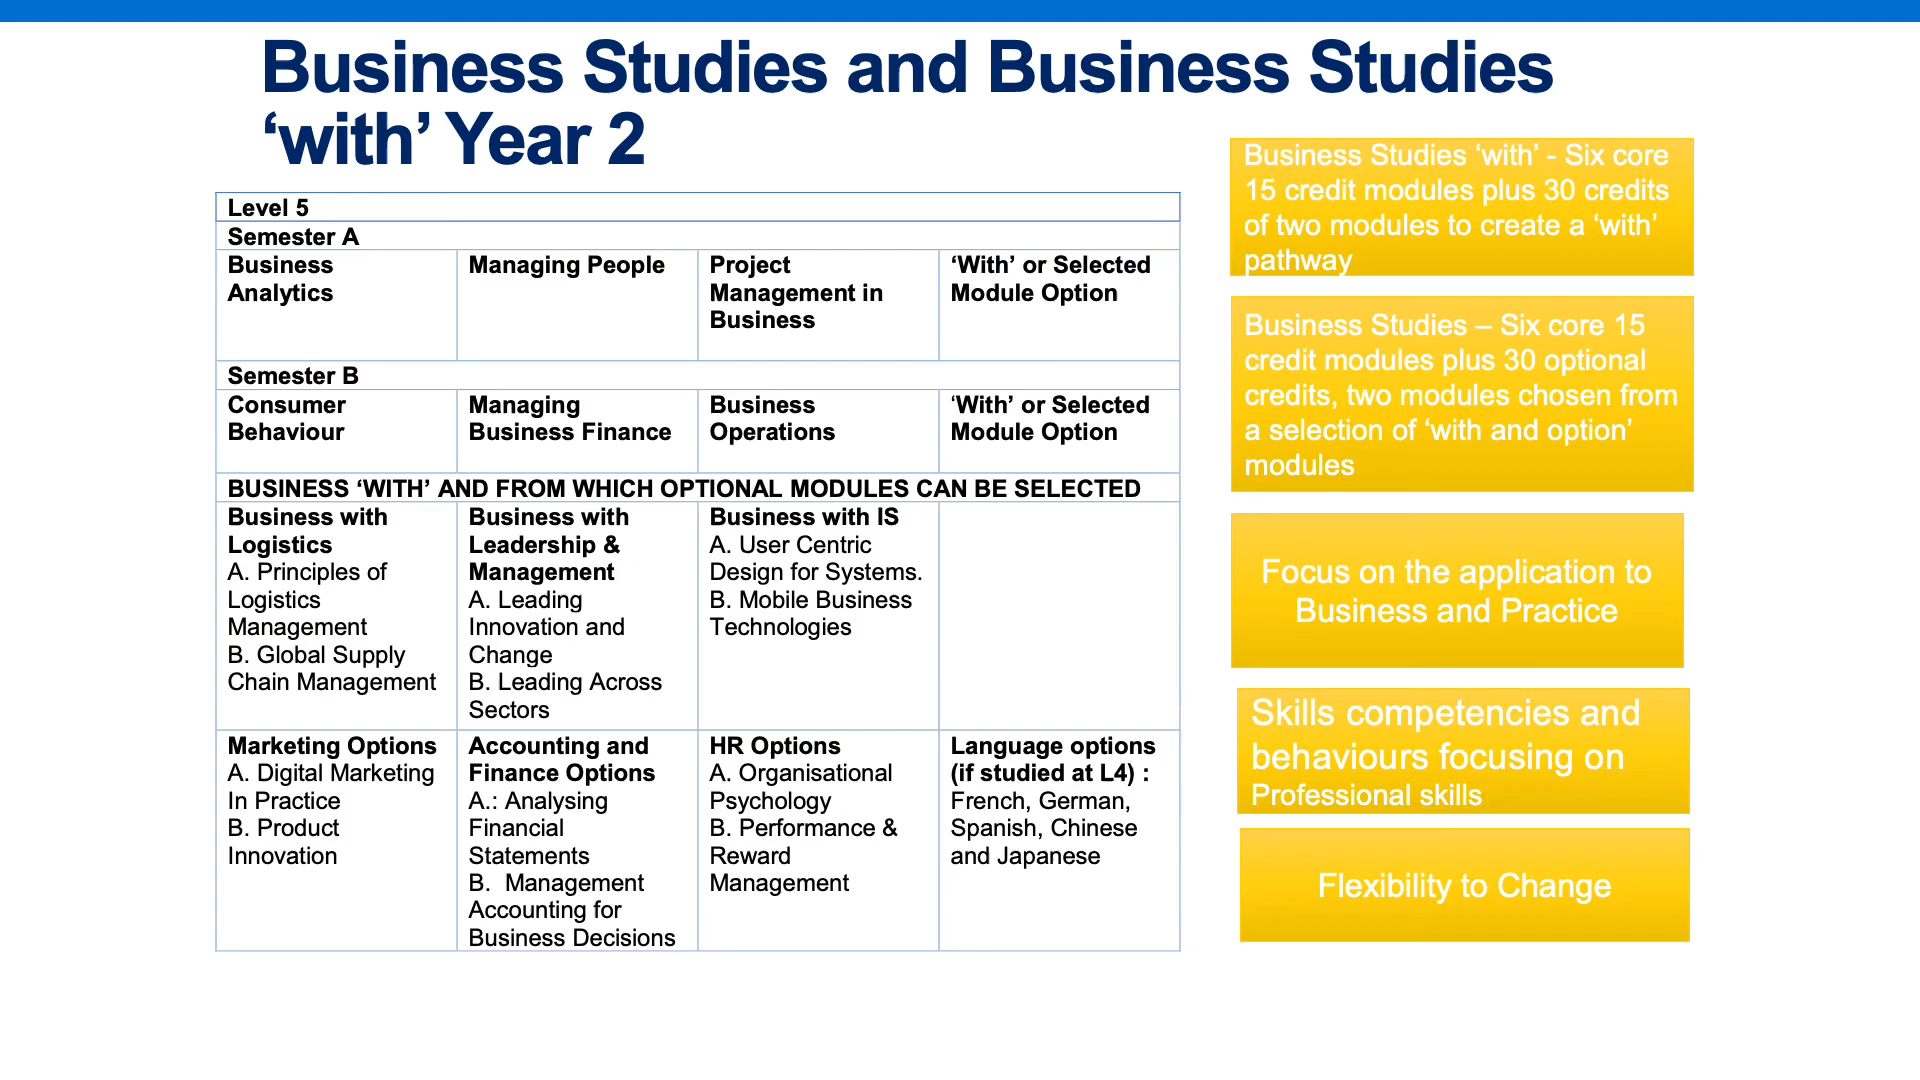 Business Studies and Business Studies
‘with’ Year 2
Level 5
Semester A
Business
Analytics
Managing People
Project
Management in
Business
‘With’ or Selected
Module Option
Semester B
Consumer
Behaviour
Managing
Business Finance
Business
Operations
‘With’ or Selected
Module Option
BUSINESS ‘WITH’ AND FROM WHICH OPTIONAL MODULES CAN BE SELECTED
Business with
Logistics
A. Principles of
Logistics
Management
B. Global Supply
Chain Management
Business with
Leadership &
Management
A. Leading
Innovation and
Change
B. Leading Across
Sectors
Business with IS
A. User Centric
Design for Systems.
B. Mobile Business
Technologies
Marketing Options
A. Digital Marketing
In Practice
B. Product
Innovation
Accounting and
Finance Options
A.: Analysing
Financial
Statements
B.  Management
Accounting for
Business Decisions
HR Options
A. Organisational
Psychology
B. Performance &
Reward
Management
Language options
(if studied at L4) :
French, German,
Spanish, Chinese
and Japanese
Business Studies ‘with’ - Six core
15 credit modules plus 30 credits
of two modules to create a ‘with’
pathway
Business Studies – Six core 15
credit modules plus 30 optional
credits, two modules chosen from
a selection of ‘with and option’
modules
Focus on the application to
Business and Practice
Skills competencies and
behaviours focusing on
Professional skills
Flexibility to Change